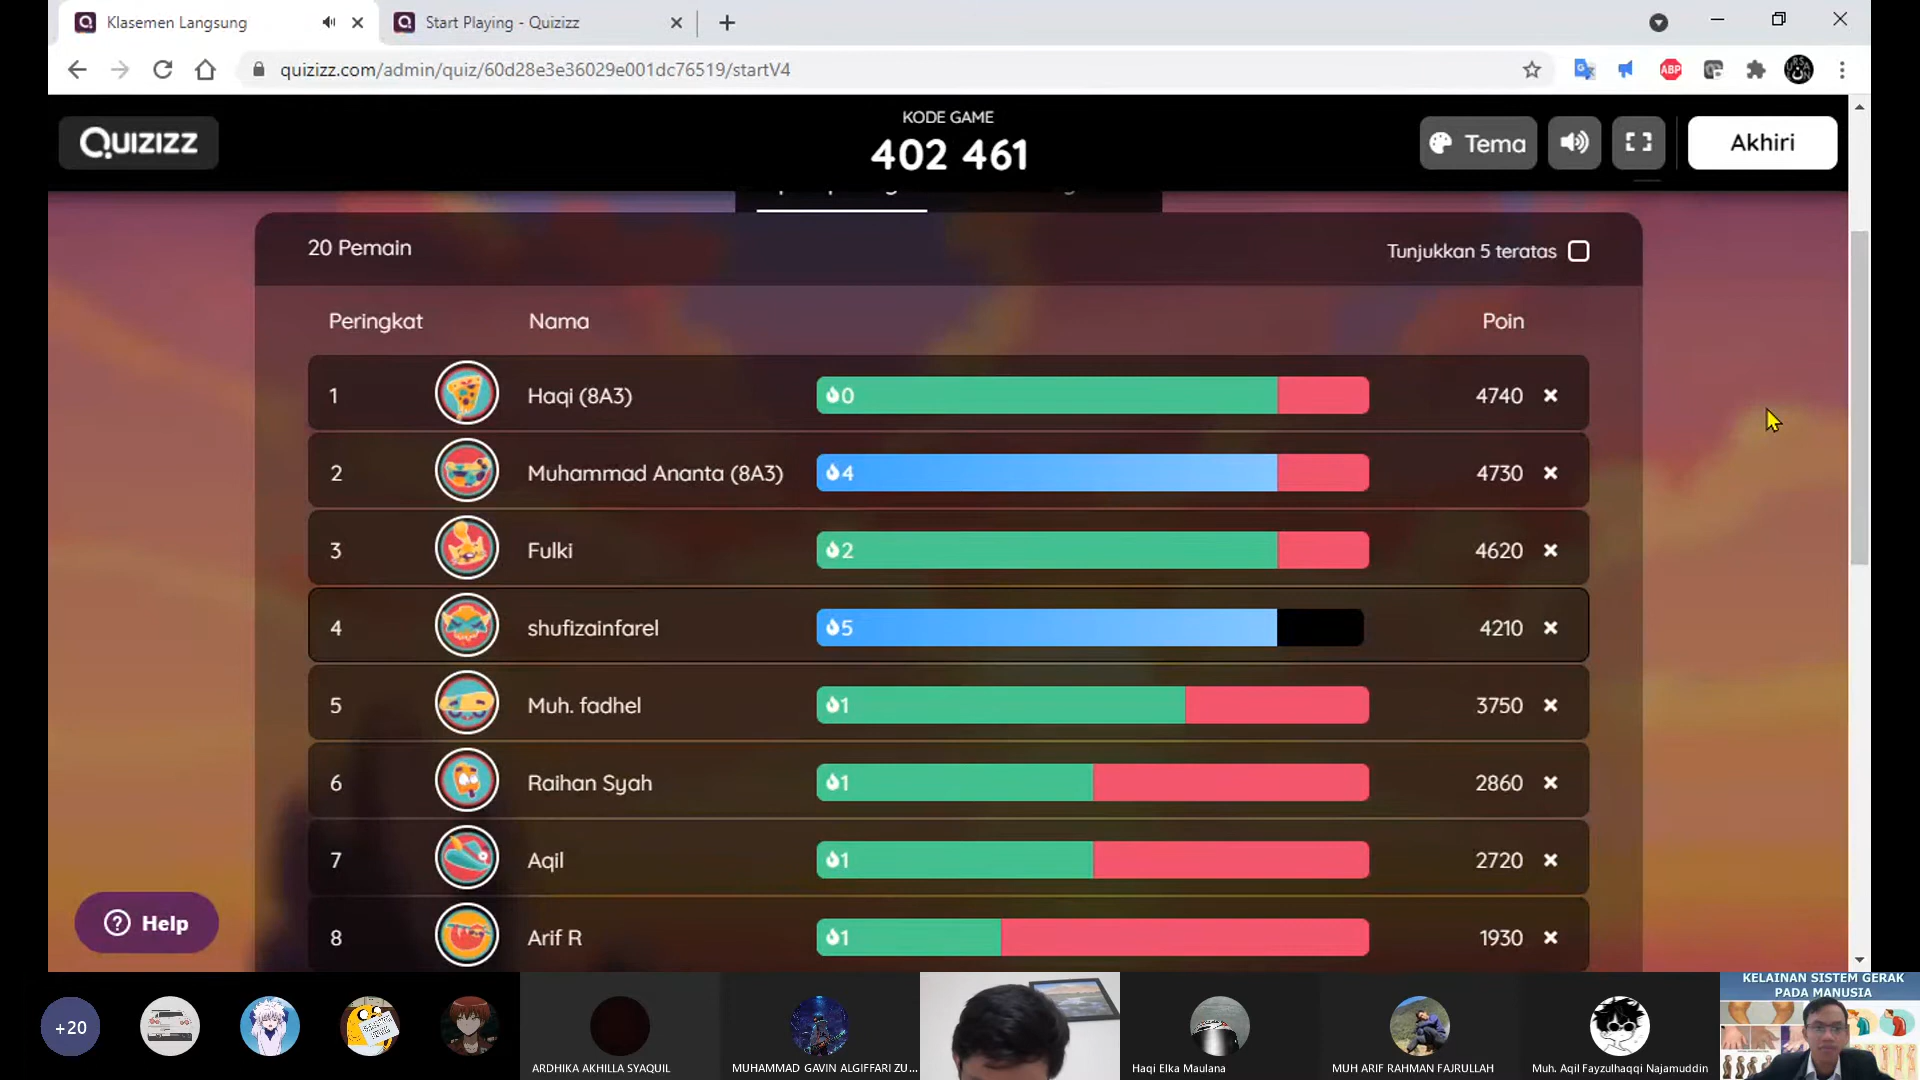 Klasemen Langsung
Start Playing - Quizizz
quizizz.com/admin/quiz/60d28e3e36029e001dc76519/startV4
ABP
Quizizz
KODE GAME
402 461
Tema
Akhiri
20 Pemain
Tunjukkan 5 teratas
Peringkat Nama Poin
1 Haqi (8A3) 0 4740
2 Muhammad Ananta (8A3) 4 4730
3 Fulki 2 4620
4 shufizainfarel 5 4210
5 Muh. fadhel 1 3750
6 Raihan Syah 1 2860
7 Aqil 1 2720
8 Arif R 1 1930
Help
+20
ARDHIKA AKHILLA SYAQUIL
MUHAMMAD GAVIN ALGIFFARI ZU...
Haqi Elka Maulana
MUH ARIF RAHMAN FAJRULLAH
Muh. Aqil Fayzulhaqqi Najamuddin
KELAINAN SISTEM GERAK
PADA MANUSIA